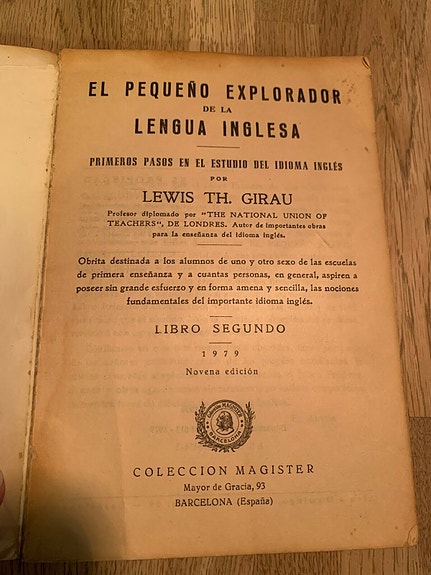 EL PEQUEÑO EXPLORADOR
DE LA
LENGUA INGLESA
PRIMEROS PASOS EN EL ESTUDIO DEL IDIOMA INGLÉS
POR
LEWIS TH. GIRAU
Profesor diplomado por "THE NATIONAL UNION OF
TEACHERS", DE LONDRES. Autor de importantes obras
para la enseñanza del idioma inglés.
Obrita destinada a los alumnos de uno y otro sexo de las escuelas
de primera enseñanza y a cuantas personas, en general, aspiren a
poseer sin grande esfuerzo y en forma amena y sencilla, las nociones
fundamentales del importante idioma inglés.
LIBRO SEGUNDO
1979
Novena edición
MAGISTER
BARCELONA
COLECCION MAGISTER
Mayor de Gracia, 93
BARCELONA (España)